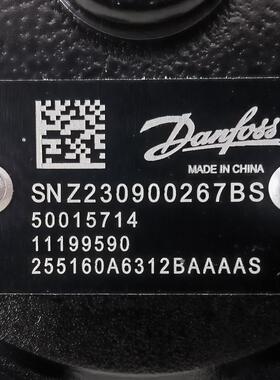 Danfoss
MADE IN CHINA
SNZ230900267BS
50015714
11199590
255160A6312BAAAAS